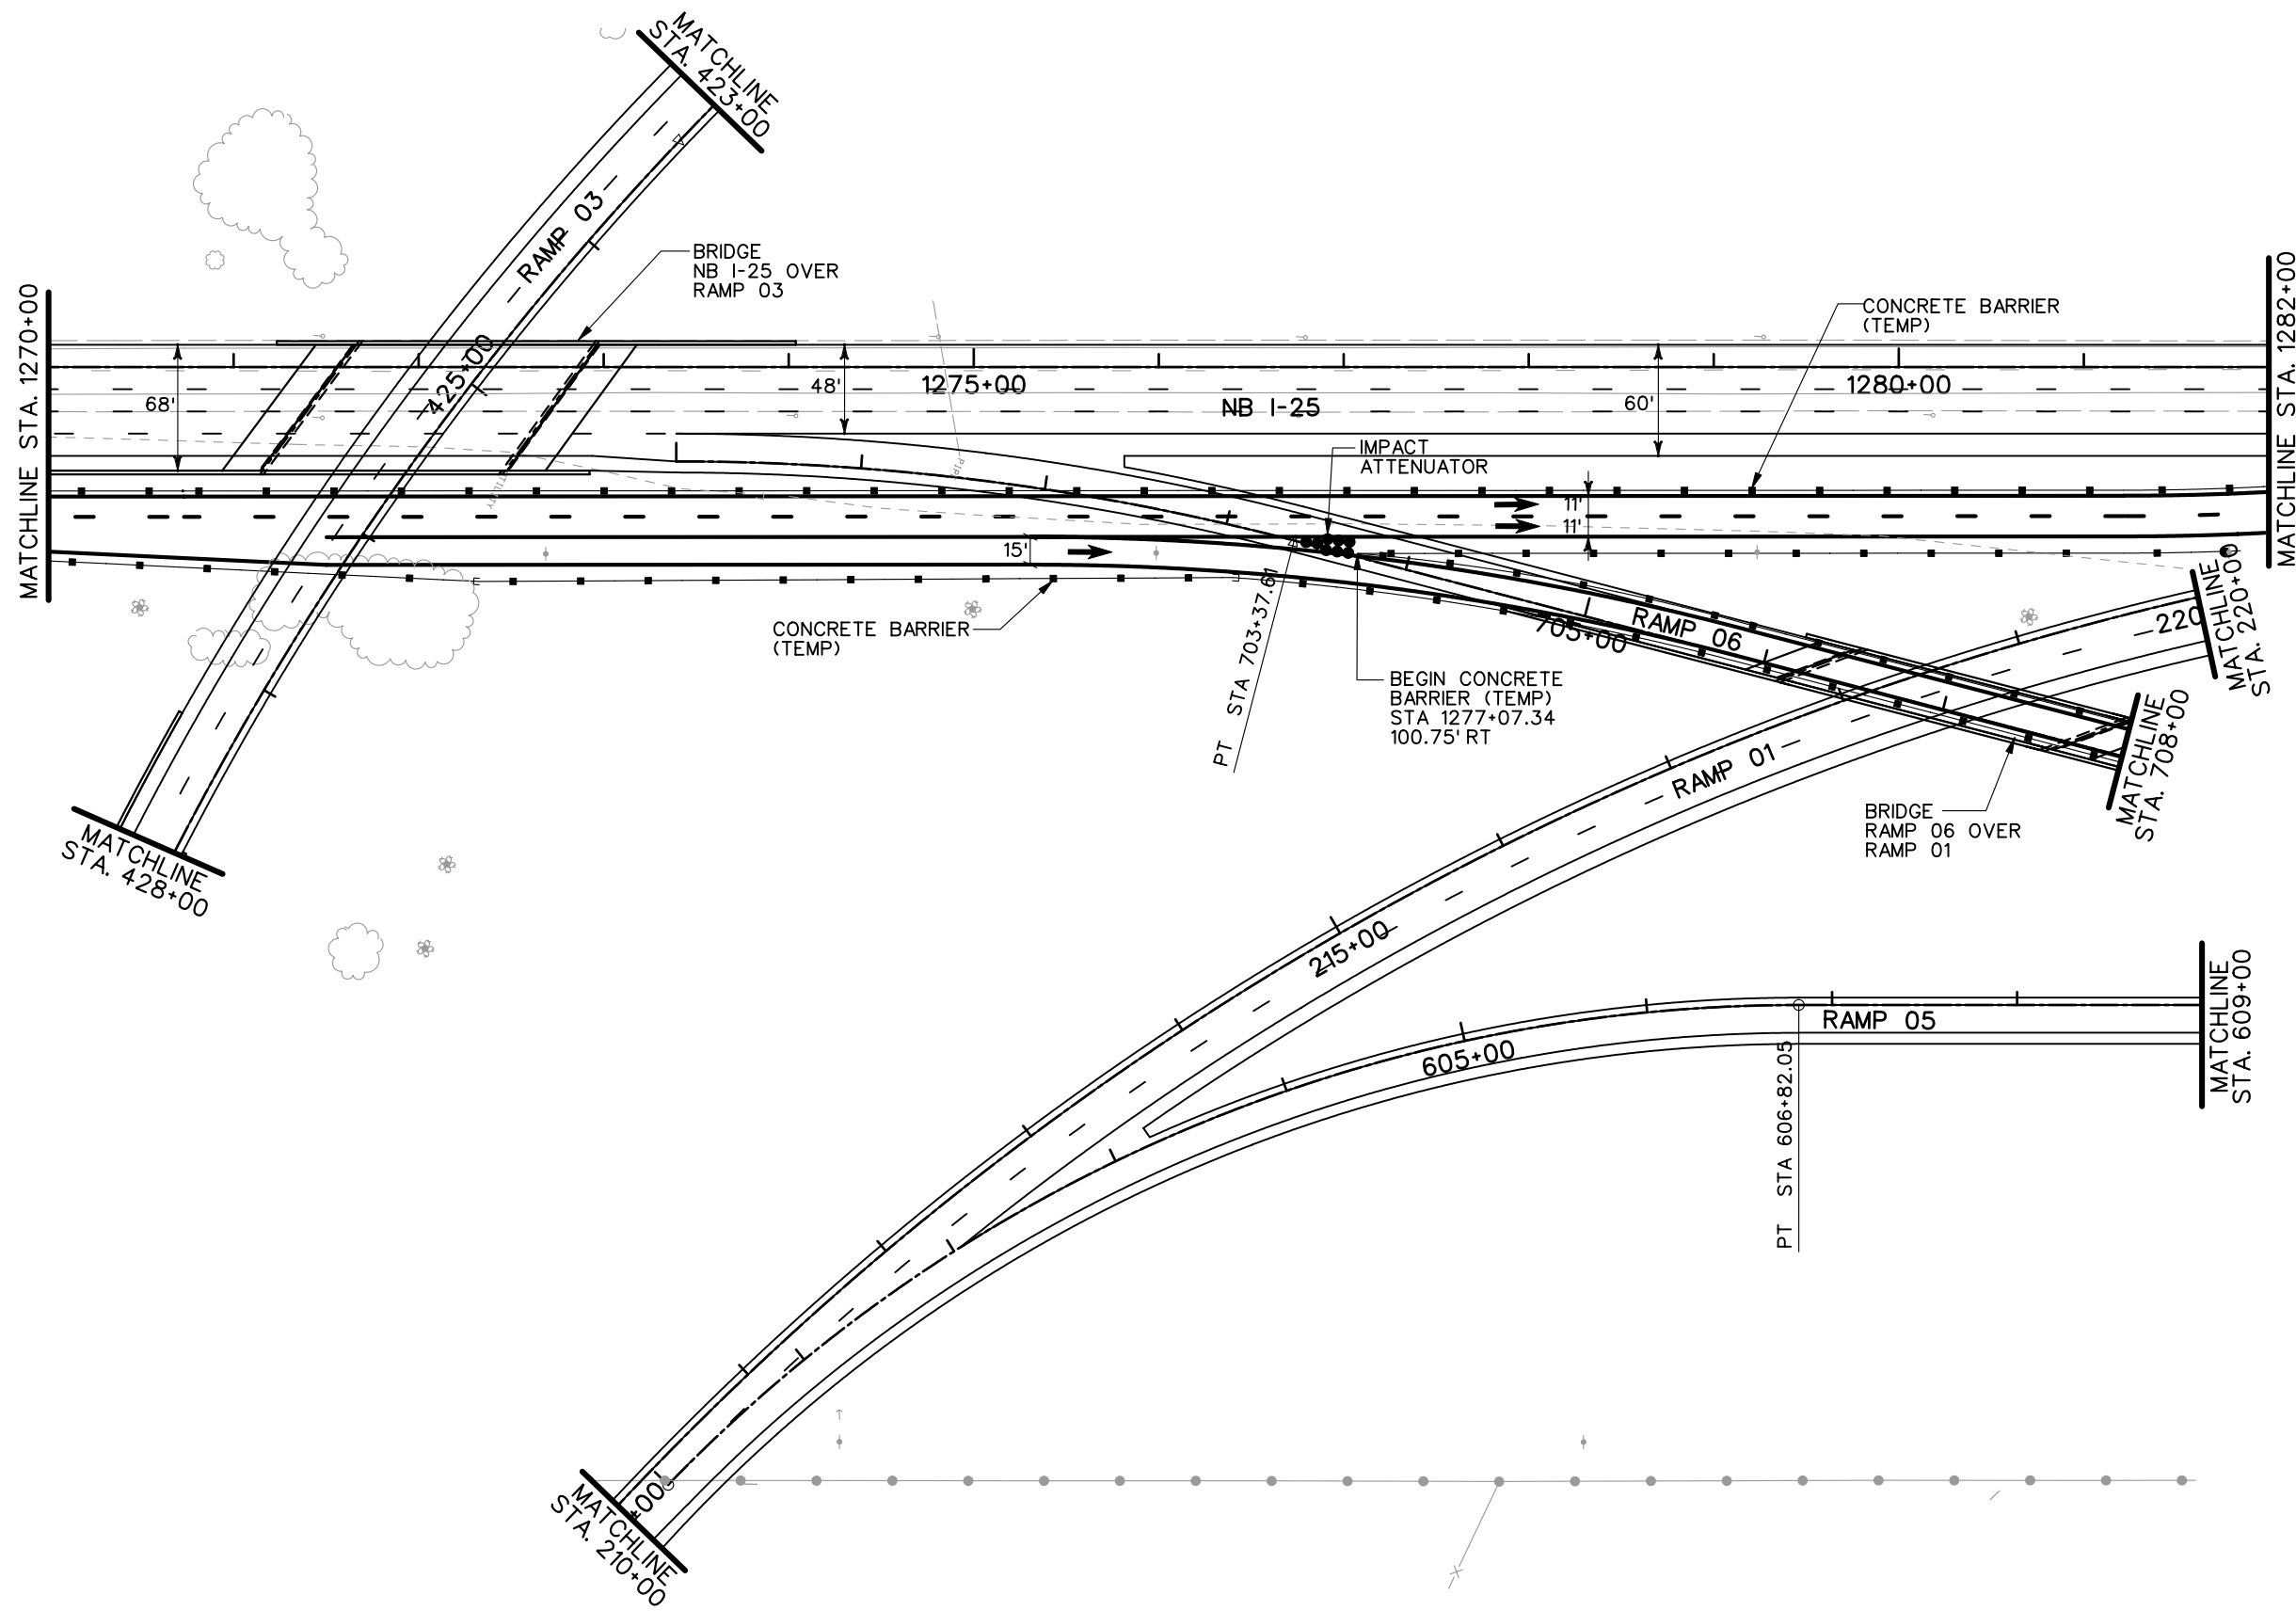 MATCHLINE
STA. 423+00
RAMP 03
BRIDGE
NB I-25 OVER
RAMP 03
CONCRETE BARRIER
(TEMP)
MATCHLINE STA. 1270+00
MATCHLINE STA. 1282+00
425+00
68'
48'
1275+00
NB I-25
60'
1280+00
IMPACT
ATTENUATOR
11'
11'
15'
CONCRETE BARRIER
(TEMP)
PT STA 703+37.61
705+00
RAMP 06
BEGIN CONCRETE
BARRIER (TEMP)
STA 1277+07.34
100.75' RT
220
MATCHLINE
STA. 220+00
MATCHLINE
STA. 708+00
RAMP 01
BRIDGE
RAMP 06 OVER
RAMP 01
MATCHLINE
STA. 428+00
215+00
605+00
RAMP 05
PT STA 606+82.05
MATCHLINE
STA. 609+00
+00
MATCHLINE
STA. 210+00